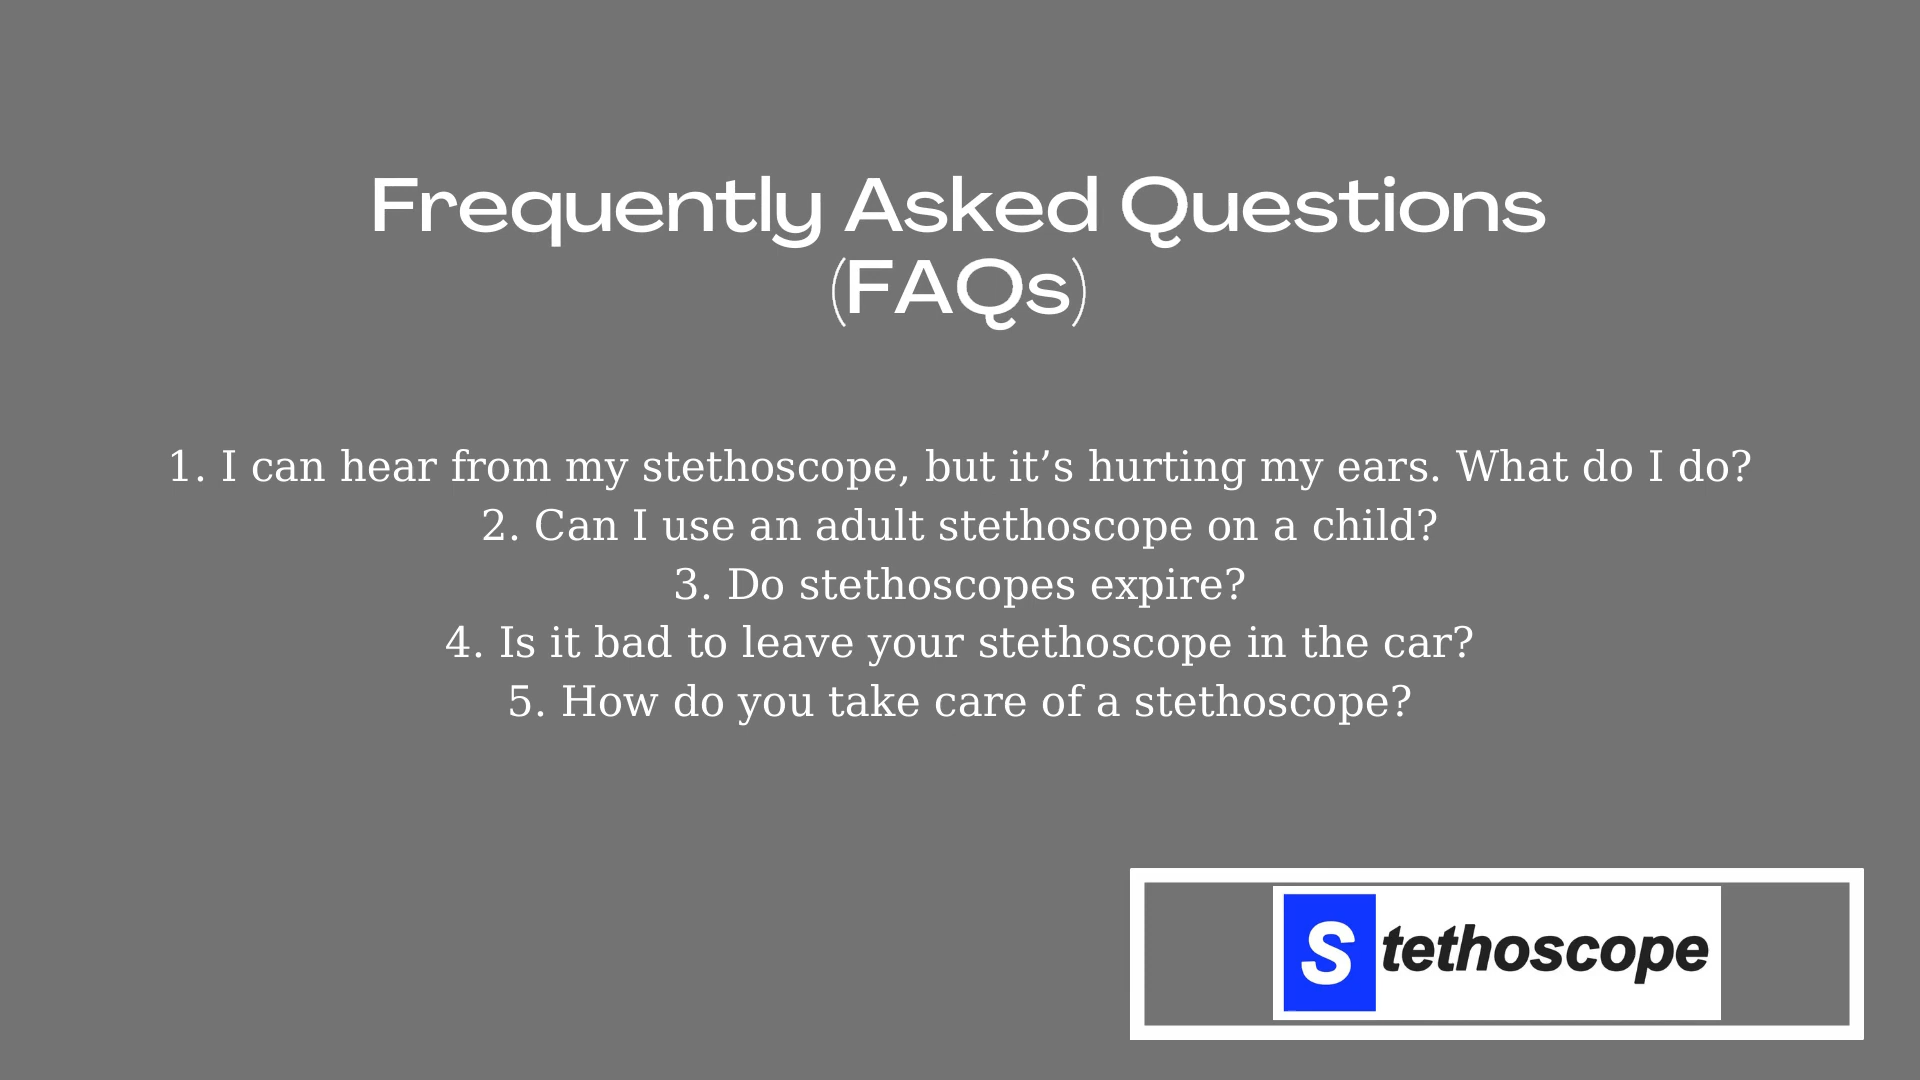 Frequently Asked Questions
(FAQs)
1. I can hear from my stethoscope, but it’s hurting my ears. What do I do?
2. Can I use an adult stethoscope on a child?
3. Do stethoscopes expire?
4. Is it bad to leave your stethoscope in the car?
5. How do you take care of a stethoscope?
Stethoscope